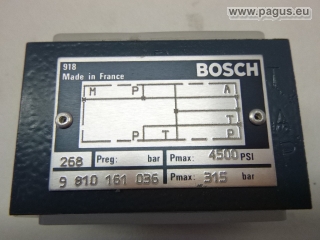 www.pagus.eu
918
Made in France
BOSCH
M P A
T
P T P
268 Preg: bar Pmax: 4500 PSI
9 810 161 036 Pmax: 315 bar